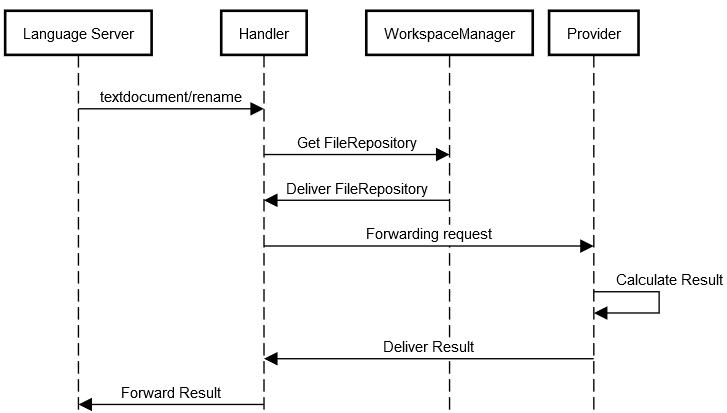 Language Server
Handler
WorkspaceManager
Provider
textdocument/rename
Get FileRepository
Deliver FileRepository
Forwarding request
Calculate Result
Deliver Result
Forward Result